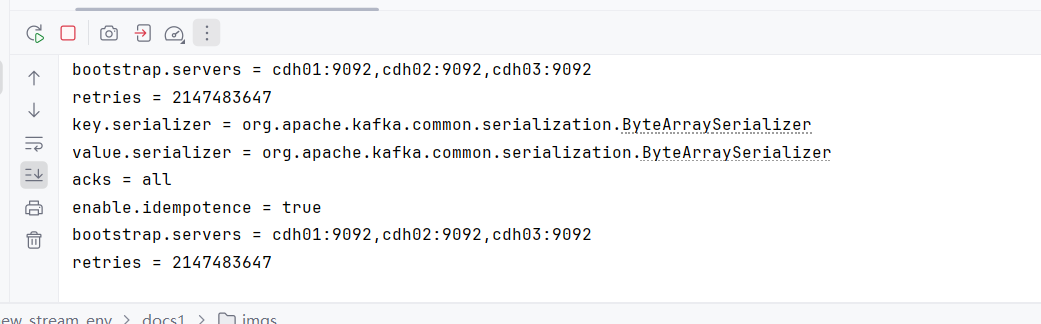 bootstrap.servers = cdh01:9092,cdh02:9092,cdh03:9092
retries = 2147483647
key.serializer = org.apache.kafka.common.serialization.ByteArraySerializer
value.serializer = org.apache.kafka.common.serialization.ByteArraySerializer
acks = all
enable.idempotence = true
bootstrap.servers = cdh01:9092,cdh02:9092,cdh03:9092
retries = 2147483647
ew_stream_env > docs1 > imgs